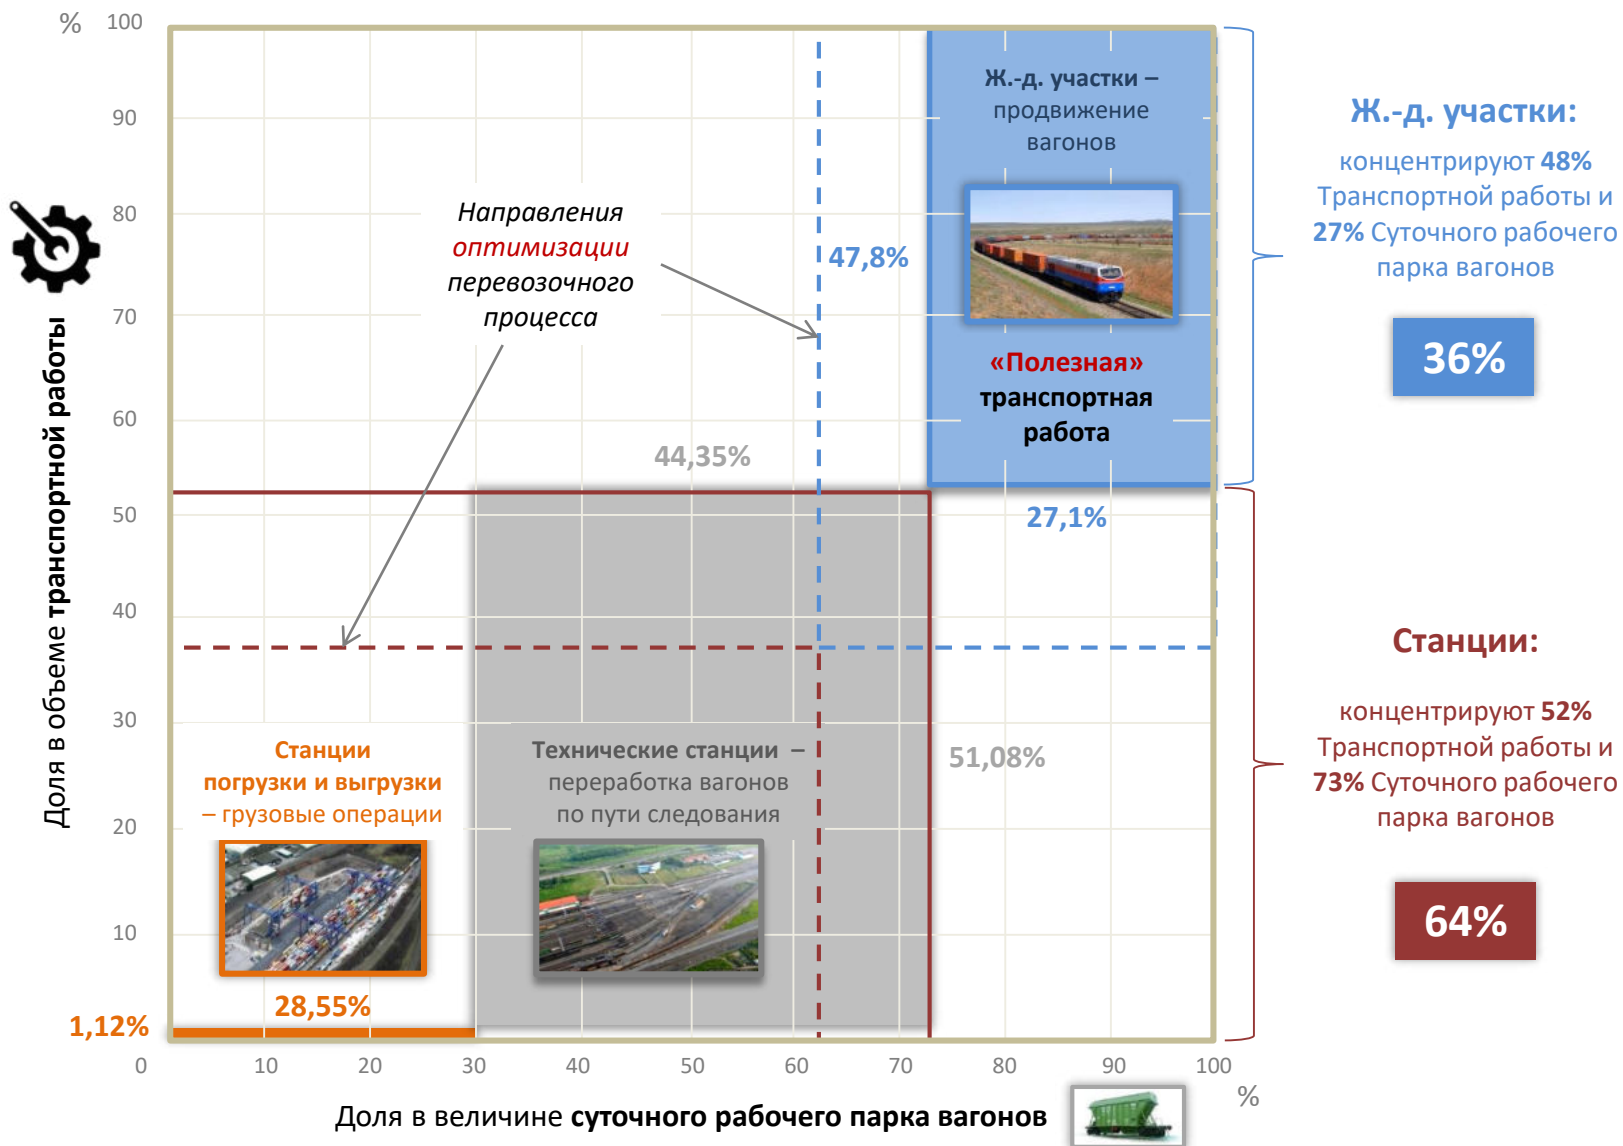 %
100
90
80
70
60
50
40
30
20
10
1,12%
0
10
20
30
40
50
60
70
80
90
100
%
Доля в объеме транспортной работы
Доля в величине суточного рабочего парка вагонов
Направления
оптимизации
перевозочного
процесса
47,8%
Ж.-д. участки –
продвижение
вагонов
«Полезная»
транспортная
работа
44,35%
27,1%
51,08%
Станции
погрузки и выгрузки
– грузовые операции
28,55%
Технические станции –
переработка вагонов
по пути следования
Ж.-д. участки:
концентрируют 48%
Транспортной работы и
27% Суточного рабочего
парка вагонов
36%
Станции:
концентрируют 52%
Транспортной работы и
73% Суточного рабочего
парка вагонов
64%